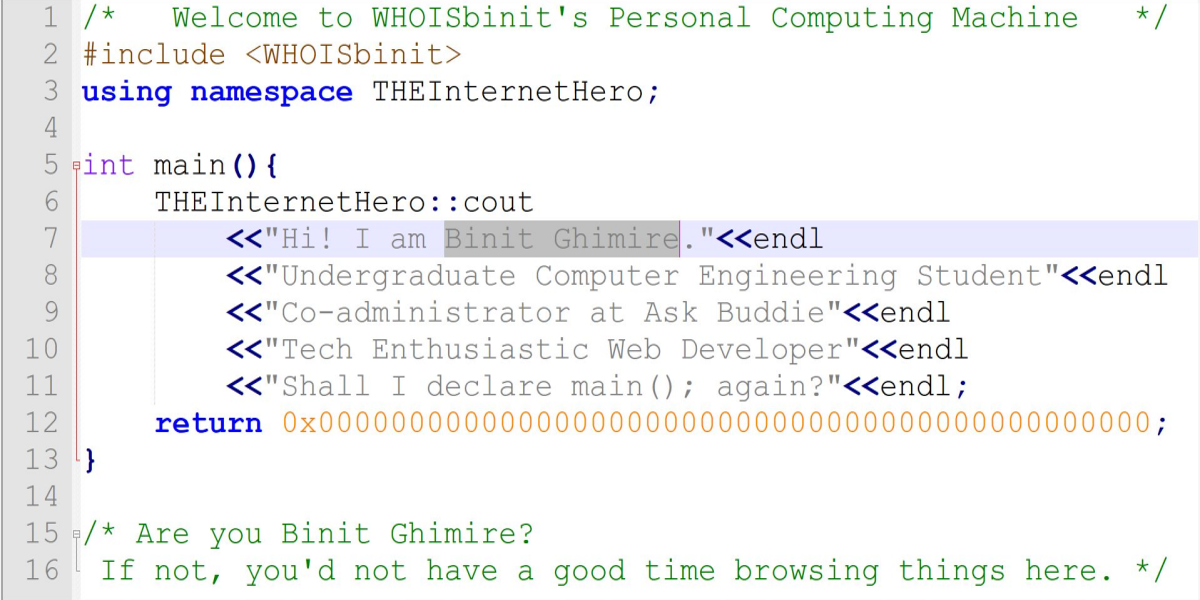 1 /*   Welcome to WHOISbinit's Personal Computing Machine   */
2 #include <WHOISbinit>
3 using namespace THEInternetHero;
4
5 int main(){
6     THEInternetHero::cout
7         <<"Hi! I am Binit Ghimire."<<endl
8         <<"Undergraduate Computer Engineering Student"<<endl
9         <<"Co-administrator at Ask Buddie"<<endl
10         <<"Tech Enthusiastic Web Developer"<<endl
11         <<"Shall I declare main(); again?"<<endl;
12     return 0x0000000000000000000000000000000000000000000000;
13 }
14
15 /* Are you Binit Ghimire?
16  If not, you'd not have a good time browsing things here. */